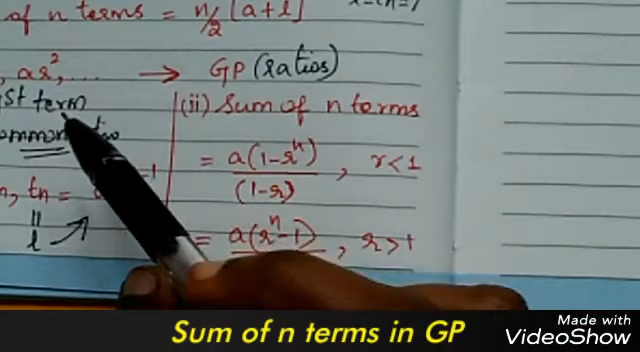 of n terms = n/2 [a+l]
, ar², .... → GP (ratios)
st term
(ii) Sum of n terms
= a(1-rⁿ) / (1-r) , r<1
n, tn =
||
l
= a(rⁿ-1) , r>1
Sum of n terms in GP
Made with
VideoShow